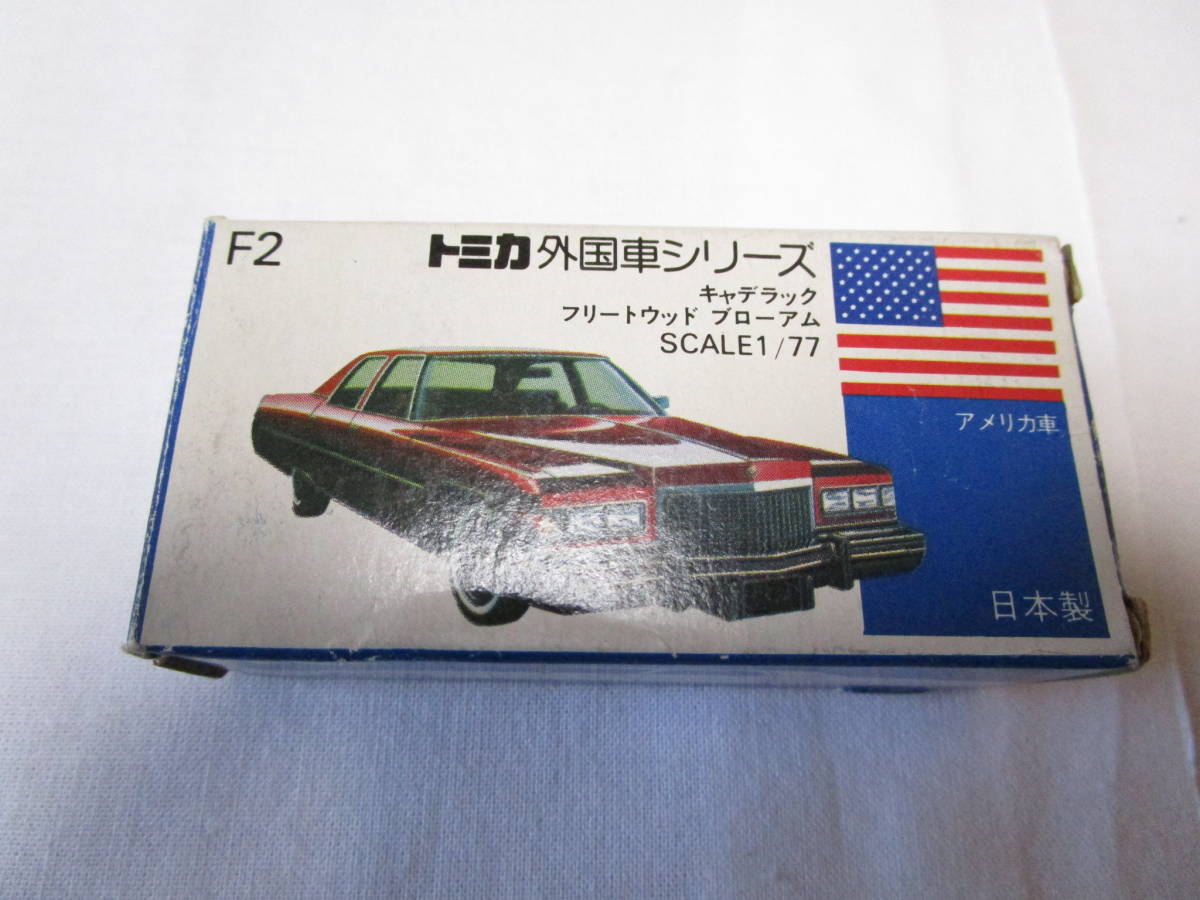 F2
トミカ 外国車シリーズ
キャデラック
フリートウッド ブローアム
SCALE1/77
アメリカ車
日本製